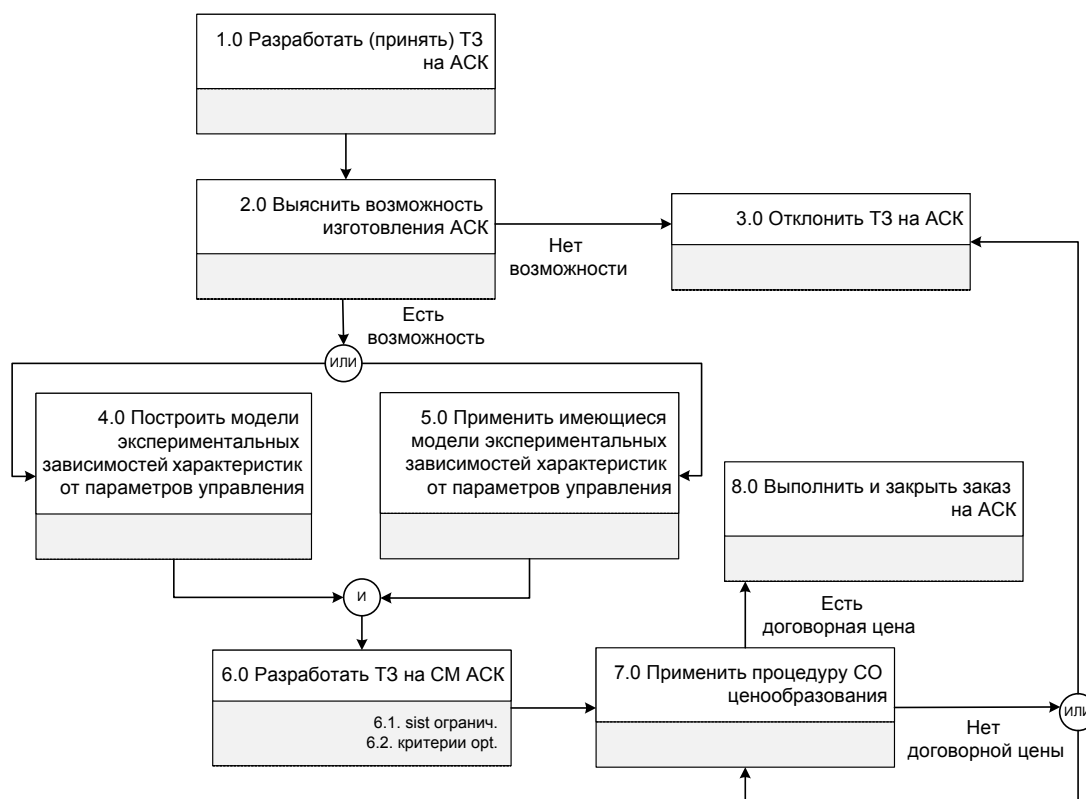 1.0 Разработать (принять) ТЗ
на АСК
2.0 Выяснить возможность
изготовления АСК
3.0 Отклонить ТЗ на АСК
Нет
возможности
Есть
возможность
ИЛИ
4.0 Построить модели
экспериментальных
зависимостей характеристик
от параметров управления
5.0 Применить имеющиеся
модели экспериментальных
зависимостей характеристик
от параметров управления
8.0 Выполнить и закрыть заказ
на АСК
И
Есть
договорная цена
6.0 Разработать ТЗ на СМ АСК
6.1. sist огранич.
6.2. критерии opt.
7.0 Применить процедуру СО
ценообразования
ИЛИ
Нет
договорной цены